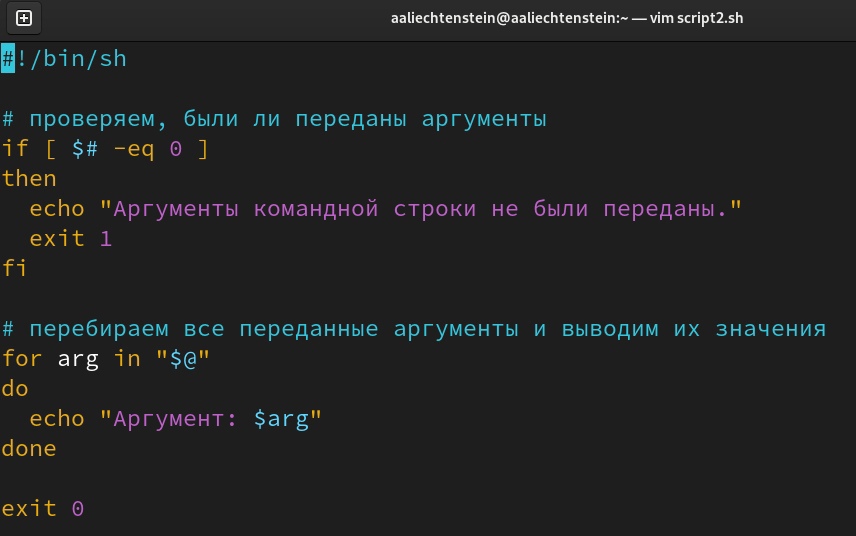 aaliechtenstein@aaliechtenstein:~ — vim script2.sh
#!/bin/sh
# проверяем, были ли переданы аргументы
if [ $# -eq 0 ]
then
  echo "Аргументы командной строки не были переданы."
  exit 1
fi
# перебираем все переданные аргументы и выводим их значения
for arg in "$@"
do
  echo "Аргумент: $arg"
done
exit 0